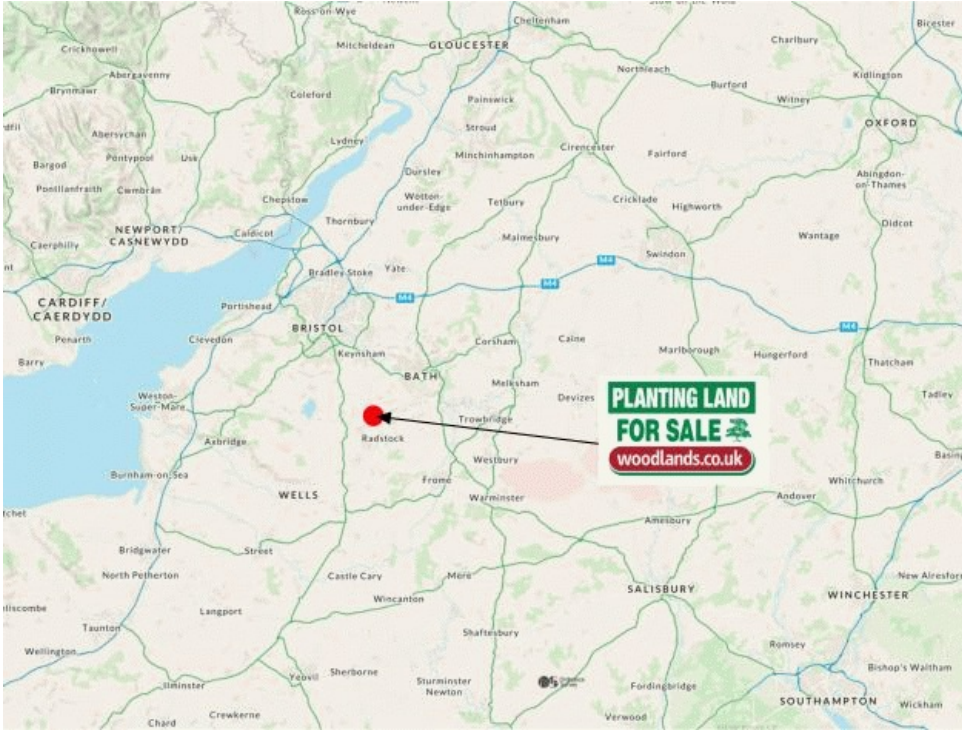 Ross-on-Wye
Cheltenham
Bicester
Crickhowell
Mitcheldean
GLOUCESTER
Charlbury
Abergavenny
Northleach
Kidlington
Brynmawr
Coleford
Painswick
Burford
Witney
Abersychan
Lydney
Stroud
OXFORD
Bargod
Pontypool
Usk
Minchinhampton
Cirencester
Fairford
Pontllanfraith
Cwmbrân
Dursley
Abingdon-
on-Thames
Chepstow
Wotton-
under-Edge
Tetbury
Cricklade
Highworth
NEWPORT/
CASNEWYDD
Caldicot
Thornbury
Malmesbury
Didcot
Wantage
Caerphilly
Swindon
Bradley Stoke
Yate
M4
M4
M4
M4
CARDIFF/
CAERDYDD
Portishead
BRISTOL
Penarth
Clevedon
Keynsham
Corsham
Calne
Marlborough
Hungerford
Thatcham
Barry
BATH
Melksham
Weston-
Super-Mare
Devizes
Tadley
PLANTING LAND
FOR SALE
woodlands.co.uk
Axbridge
Radstock
Trowbridge
Westbury
Burnham-on-Sea
Frome
Whitchurch
WELLS
Warminster
Andover
Amesbury
Bridgwater
Street
North Petherton
Castle Cary
Mere
SALISBURY
WINCHESTER
Langport
Wincanton
Taunton
Shaftesbury
Romsey
Wellington
Yeovil
Sherborne
Sturminster
Newton
Bishop's Waltham
Ilminster
Fordingbridge
SOUTHAMPTON
Wickham
Crewkerne
Chard
Verwood